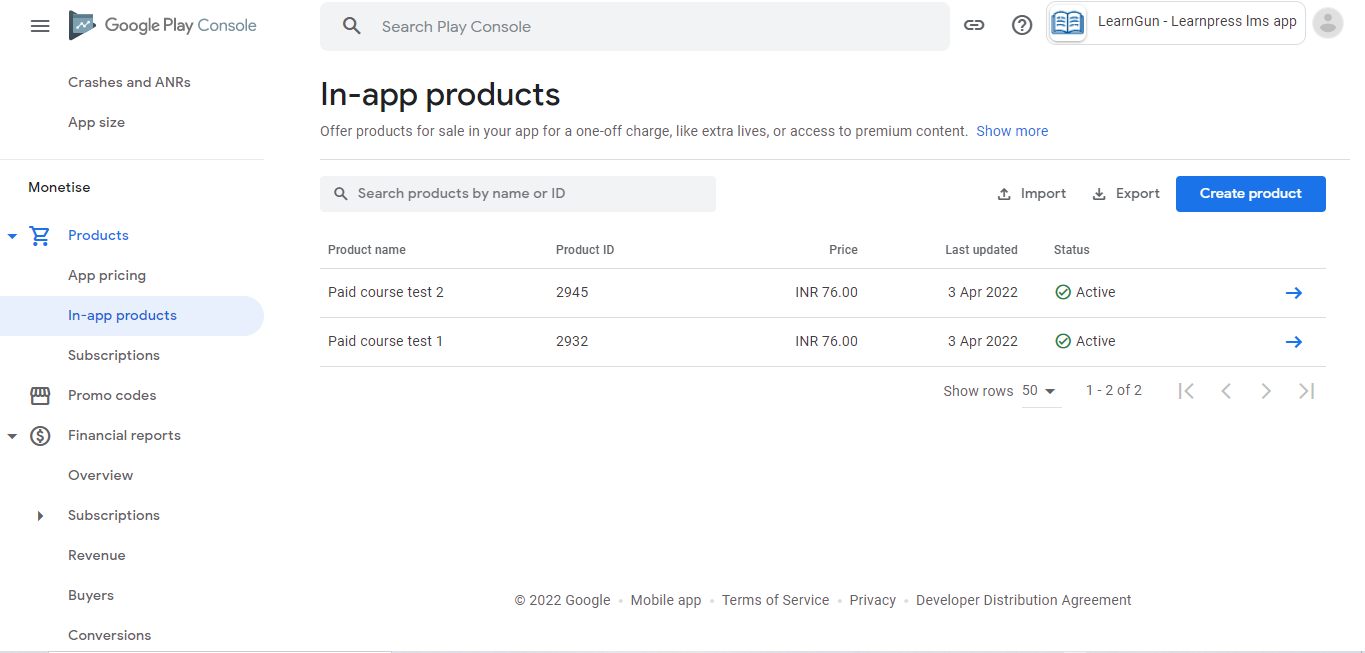 Google Play Console
Search Play Console
LearnGun - Learnpress lms app
Crashes and ANRs
App size
Monetise
Products
App pricing
In-app products
Subscriptions
Promo codes
Financial reports
Overview
Subscriptions
Revenue
Buyers
Conversions
In-app products
Offer products for sale in your app for a one-off charge, like extra lives, or access to premium content. Show more
Search products by name or ID
Import Export Create product
Product name Product ID Price Last updated Status
Paid course test 2 2945 INR 76.00 3 Apr 2022 Active
Paid course test 1 2932 INR 76.00 3 Apr 2022 Active
Show rows 50 1 - 2 of 2
© 2022 Google • Mobile app • Terms of Service • Privacy • Developer Distribution Agreement